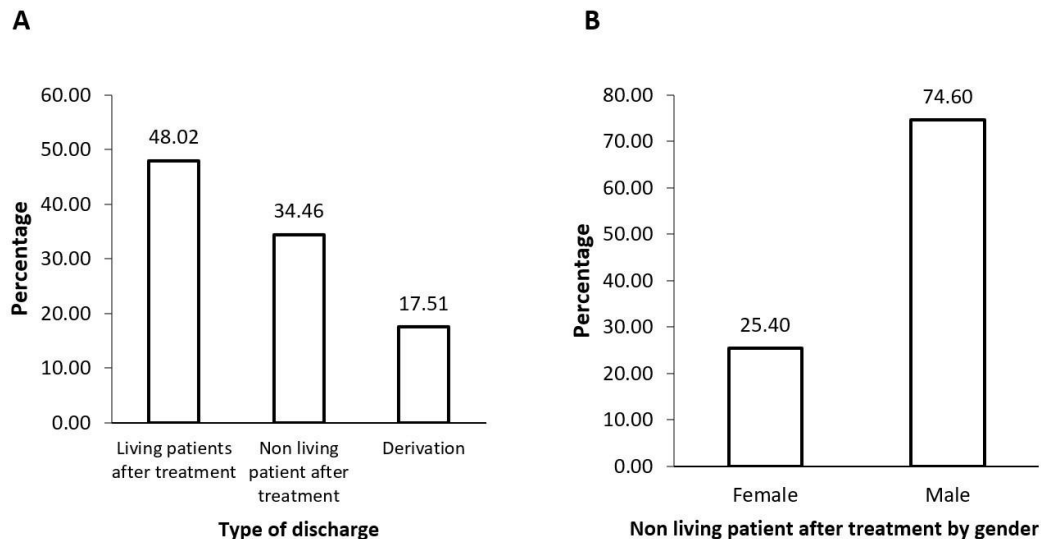 A
60.00
50.00
40.00
30.00
20.00
10.00
0.00
Percentage
48.02
34.46
17.51
Living patients
after treatment
Non living
patient after
treatment
Derivation
Type of discharge
B
80.00
70.00
60.00
50.00
40.00
30.00
20.00
10.00
0.00
Percentage
25.40
74.60
Female
Male
Non living patient after treatment by gender